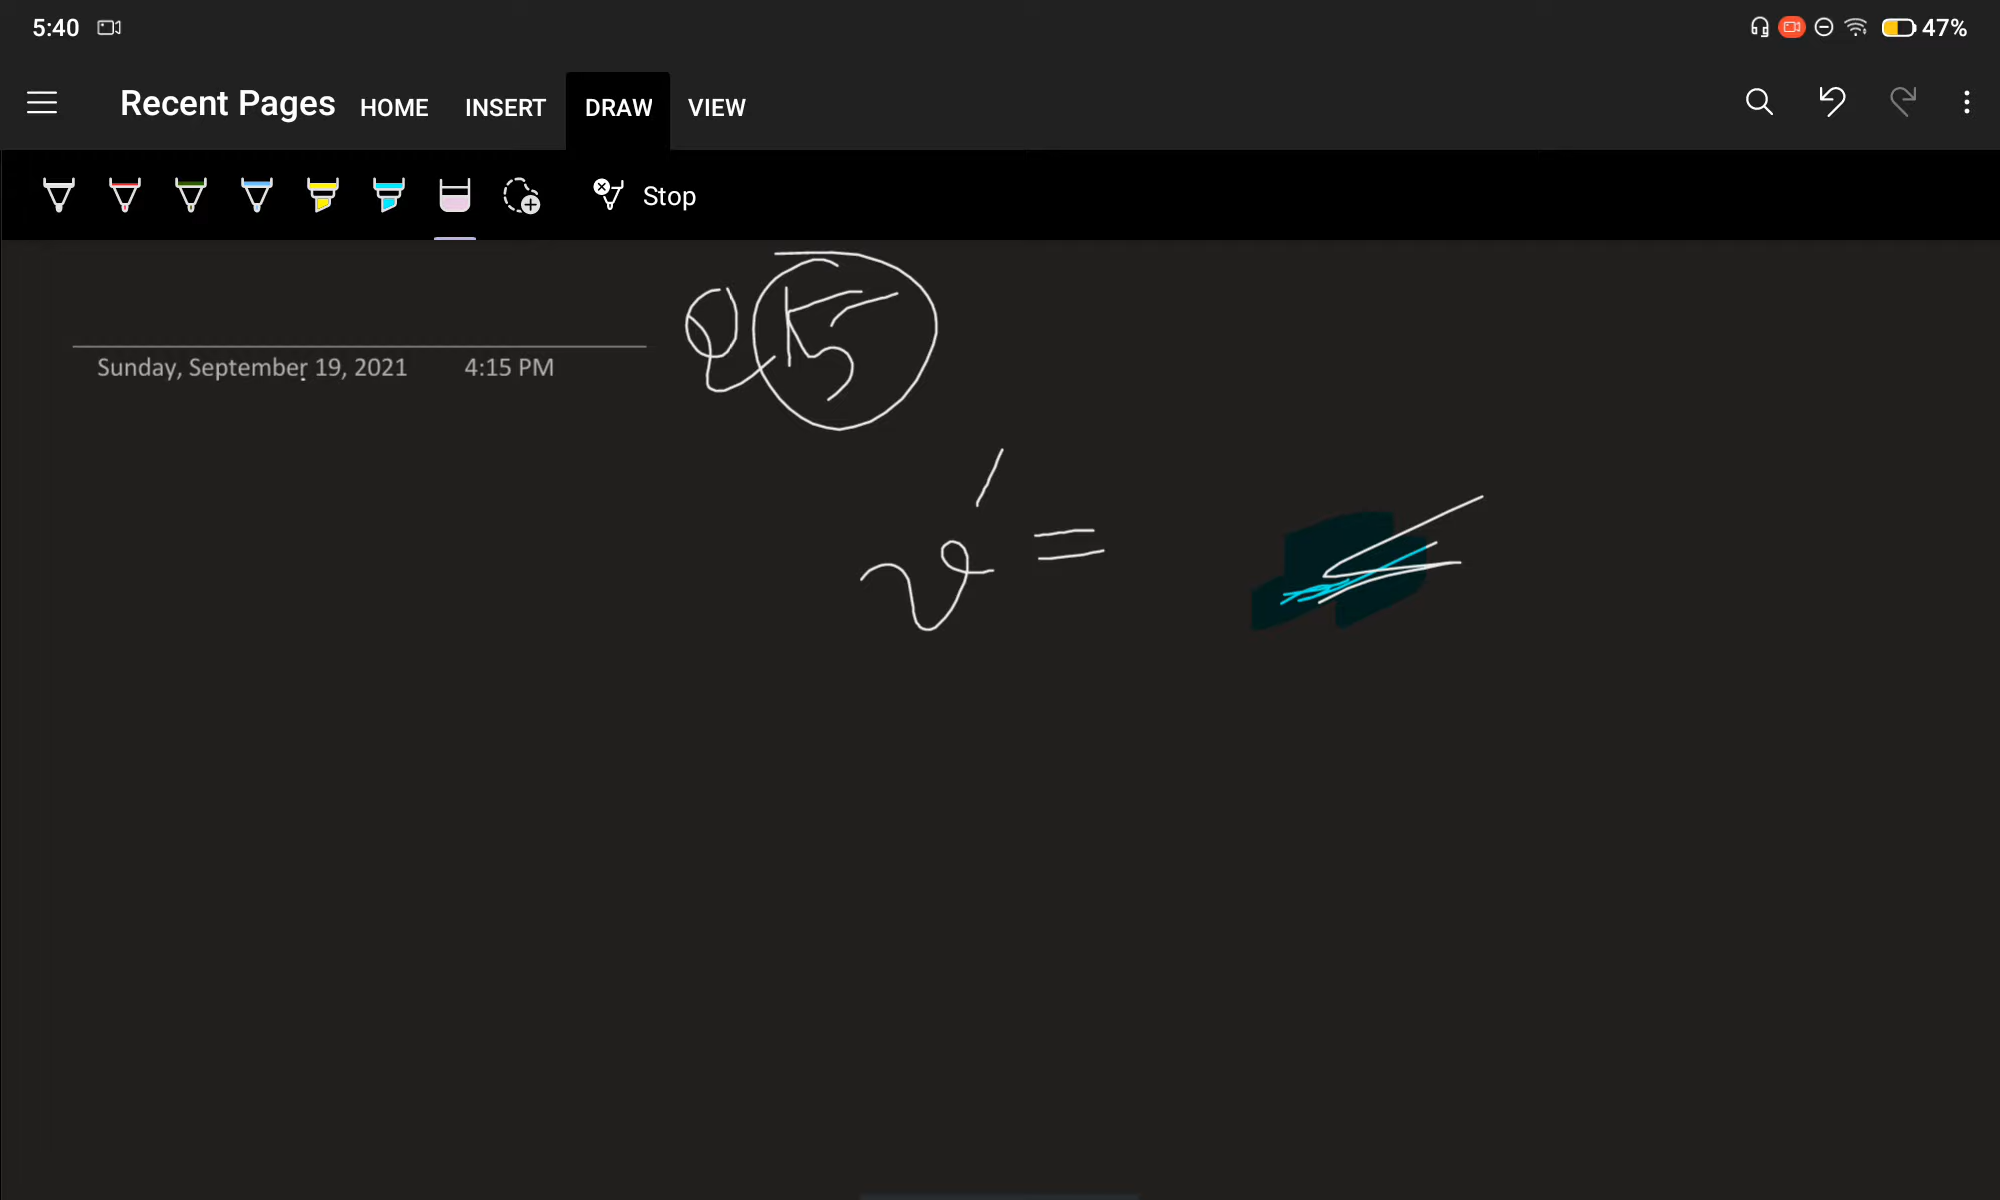 5:40 47%
Recent Pages HOME INSERT DRAW VIEW
Stop
Sunday, September 19, 2021 4:15 PM
v' =